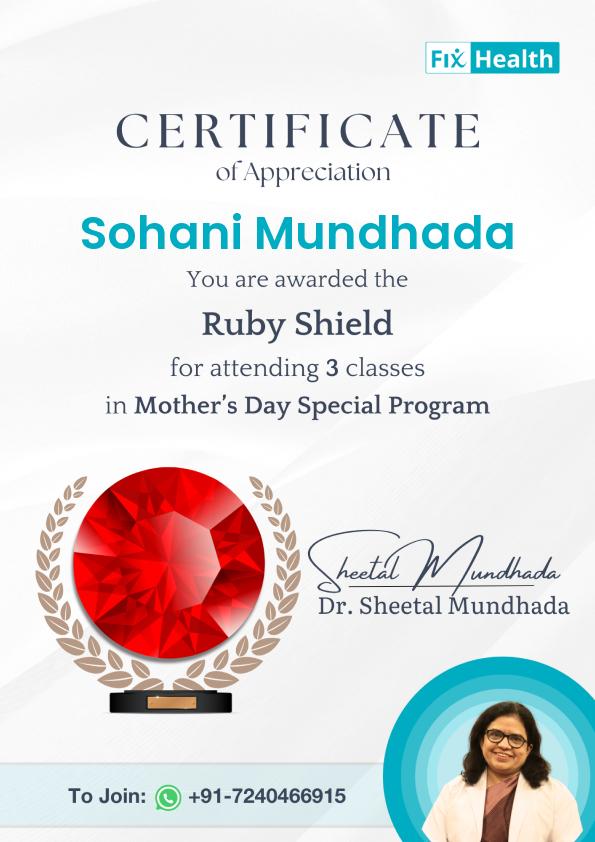 Fix Health
CERTIFICATE
of Appreciation
Sohani Mundhada
You are awarded the
Ruby Shield
for attending 3 classes
in Mother's Day Special Program
Sheetal Mundhada
Dr. Sheetal Mundhada
To Join: +91-7240466915